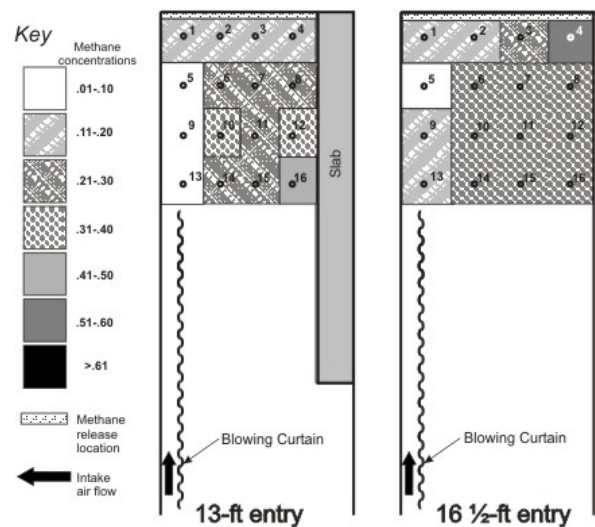 Key
Methane
concentrations
.01-.10
.11-.20
.21-.30
.31-.40
.41-.50
.51-.60
>.61
Methane
release
location
Intake
air flow
1 2 3 4
5 6 7 8
9 10 11 12
13 14 15 16
Slab
Blowing Curtain
13-ft entry
1 2 3 4
5 6 7 8
9 10 11 12
13 14 15 16
Blowing Curtain
16 ½-ft entry